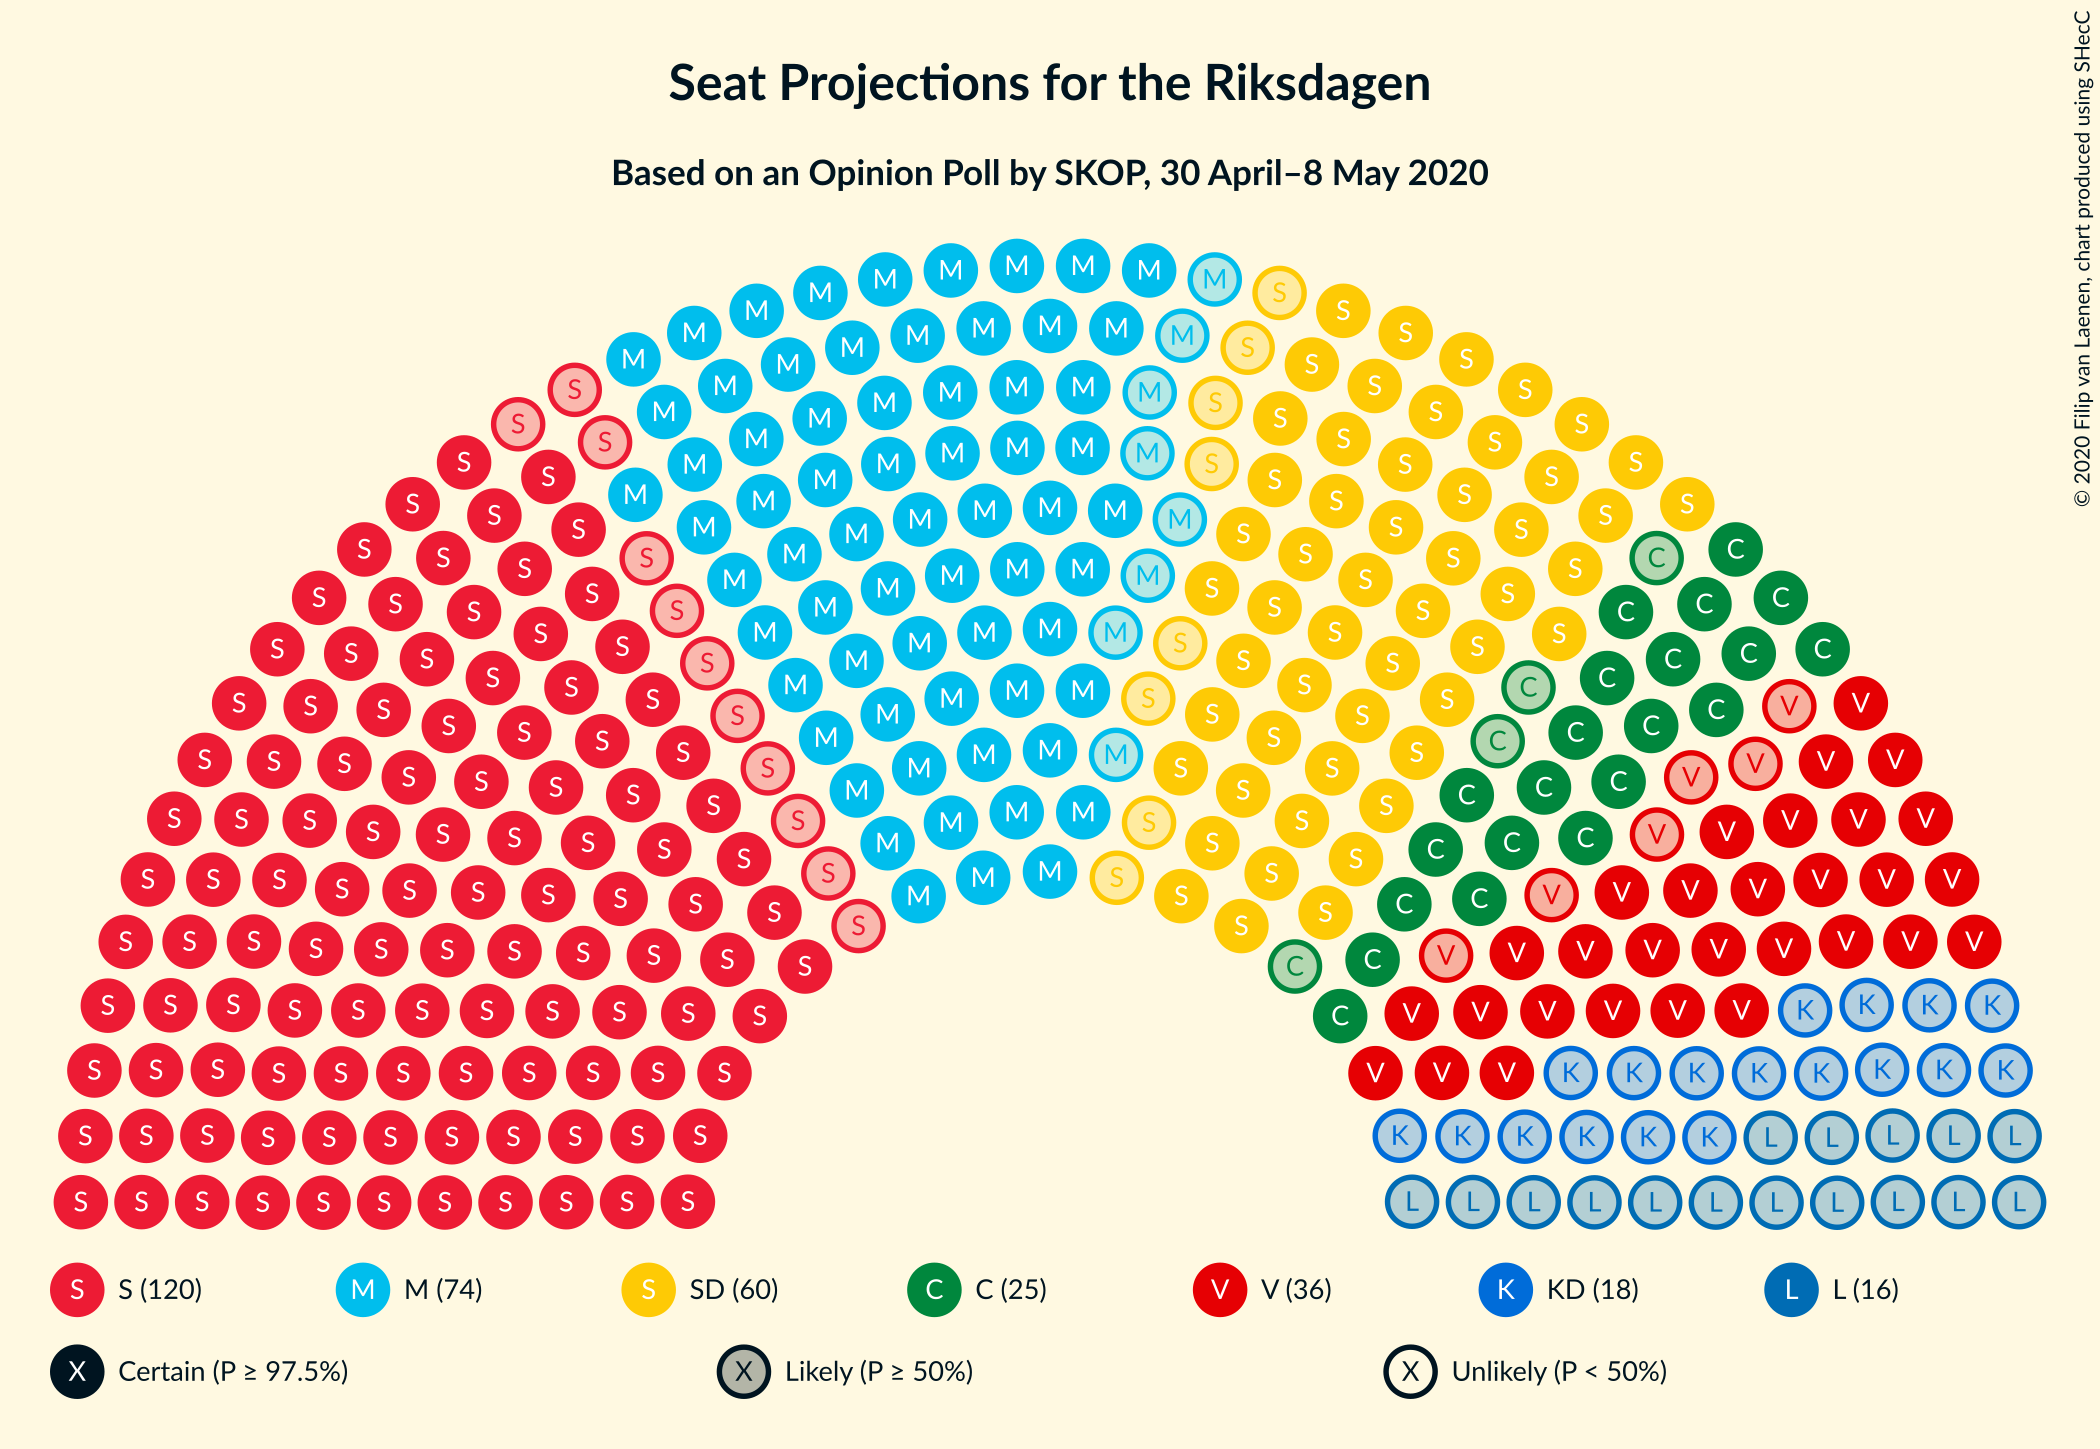 Seat Projections for the Riksdagen
Based on an Opinion Poll by SKOP, 30 April–8 May 2020
© 2020 Filip van Laenen, chart produced using SHecC
S S (120) M M (74) S SD (60) C C (25) V V (36) K KD (18) L L (16)
X Certain (P ≥ 97.5%) X Likely (P ≥ 50%) X Unlikely (P < 50%)